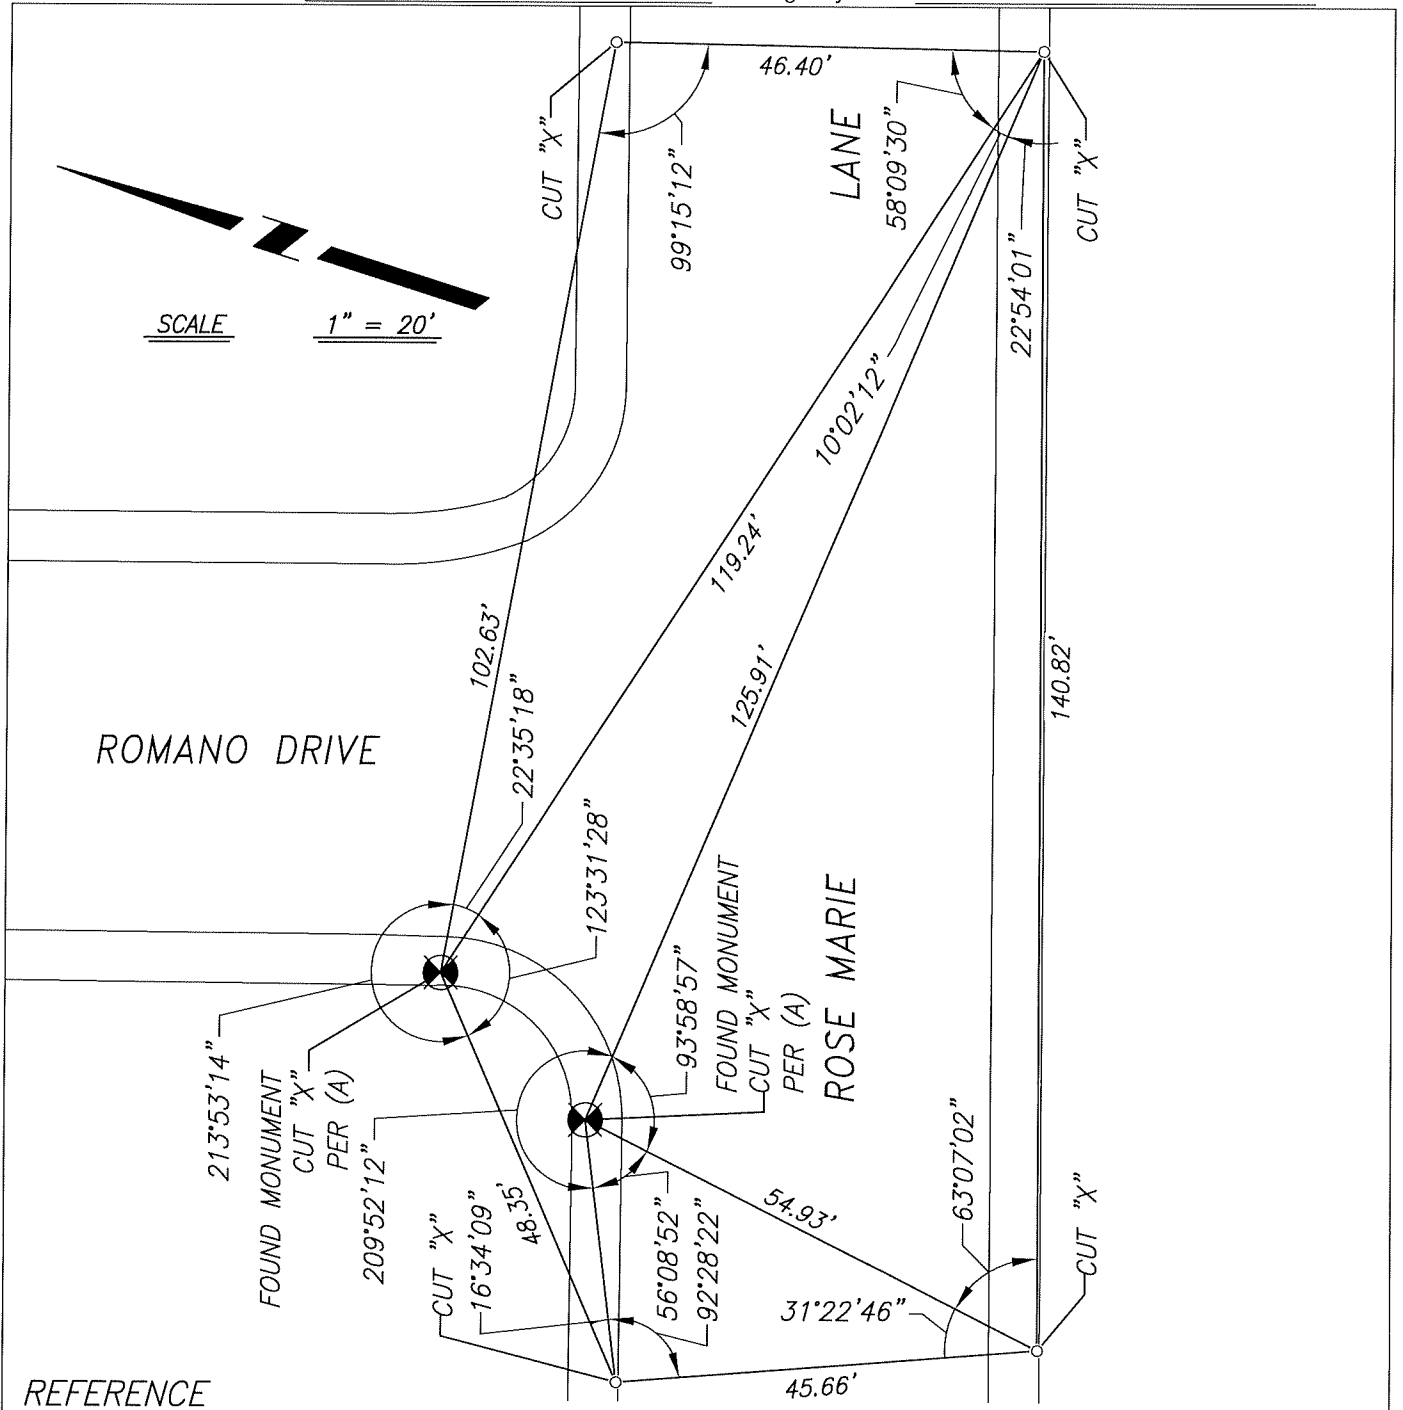 46.40'
CUT "X"
99°15'12"
LANE
58°09'30"
22°54'01"
CUT "X"
SCALE 1" = 20'
10°02'12"
119.24'
102.63'
125.91'
140.82'
22°35'18"
ROMANO DRIVE
123°31'28"
93°58'57"
FOUND MONUMENT
CUT "X"
PER (A)
ROSE MARIE
213°53'14"
FOUND MONUMENT
CUT "X"
PER (A)
209°52'12"
CUT "X"
16°34'09"
48.35'
56°08'52"
92°28'22"
54.93'
63°07'02"
CUT "X"
31°22'46"
45.66'
REFERENCE